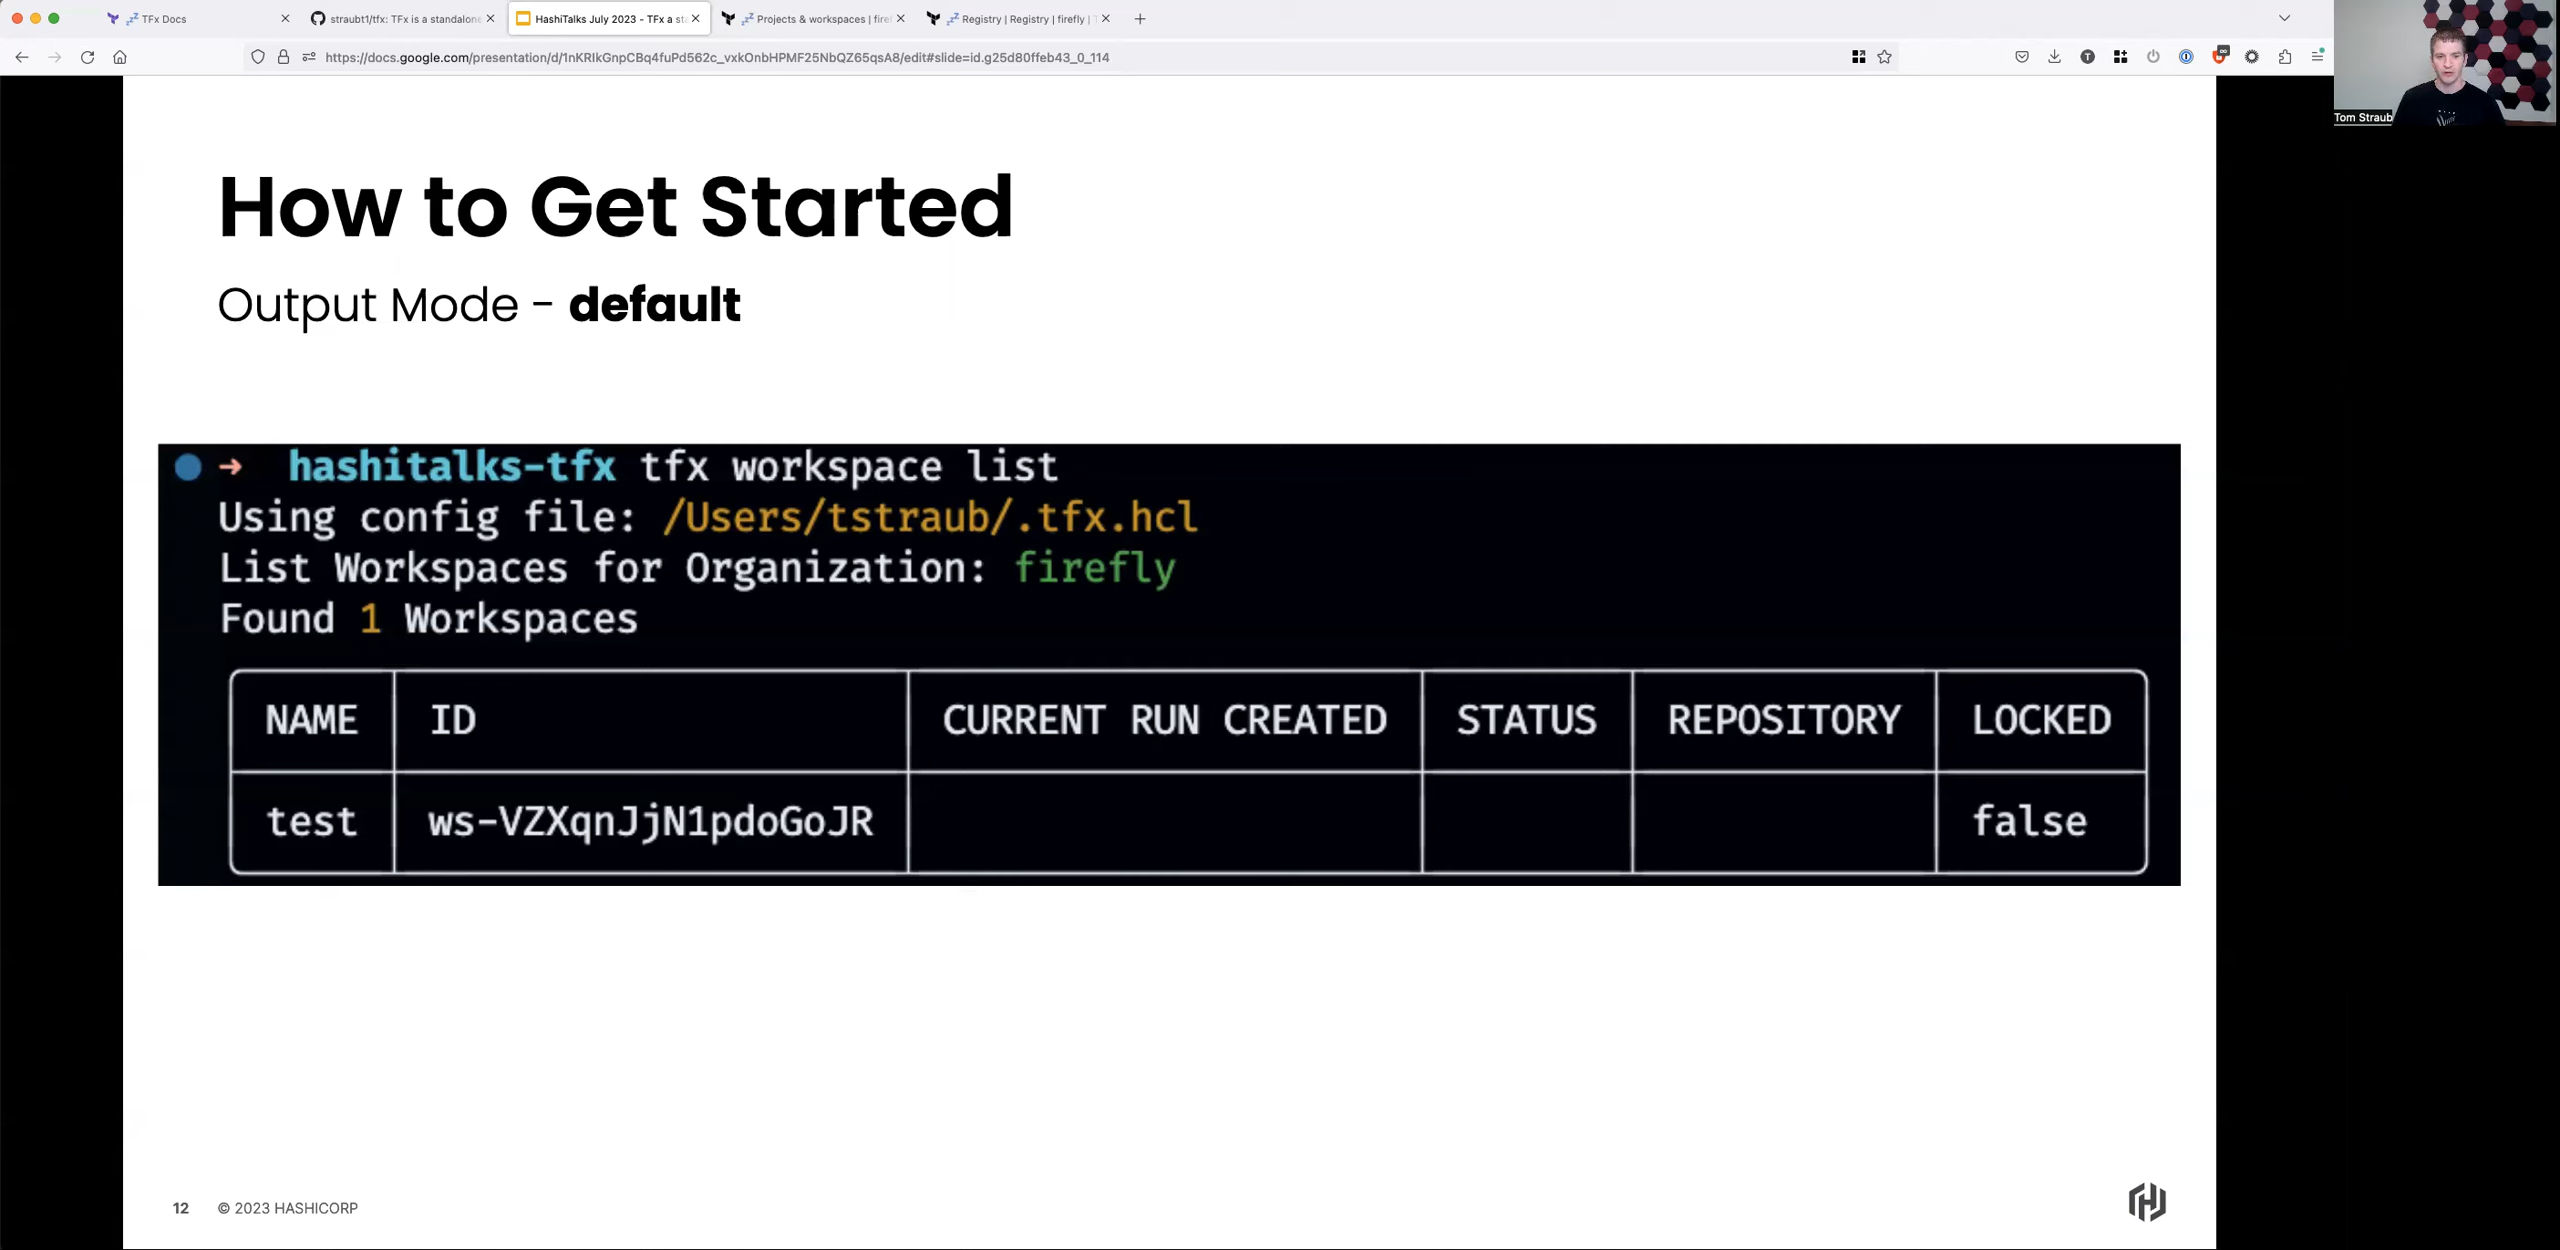 TFx Docs
straubt1/tfx: TFx is a standalone
HashiTalks July 2023 - TFx a sta
Projects & workspaces | firef
Registry | Registry | firefly |
https://docs.google.com/presentation/d/1nKRIkGnpCBq4fuPd562c_vxkOnbHPMF25NbQZ65qsA8/edit#slide=id.g25d80ffeb43_0_114
Tom Straub
How to Get Started
Output Mode - default
hashitalks-tfx tfx workspace list
Using config file: /Users/tstraub/.tfx.hcl
List Workspaces for Organization: firefly
Found 1 Workspaces
NAME ID CURRENT RUN CREATED STATUS REPOSITORY LOCKED
test ws-VZXqnJjN1pdoGoJR false
12 © 2023 HASHICORP